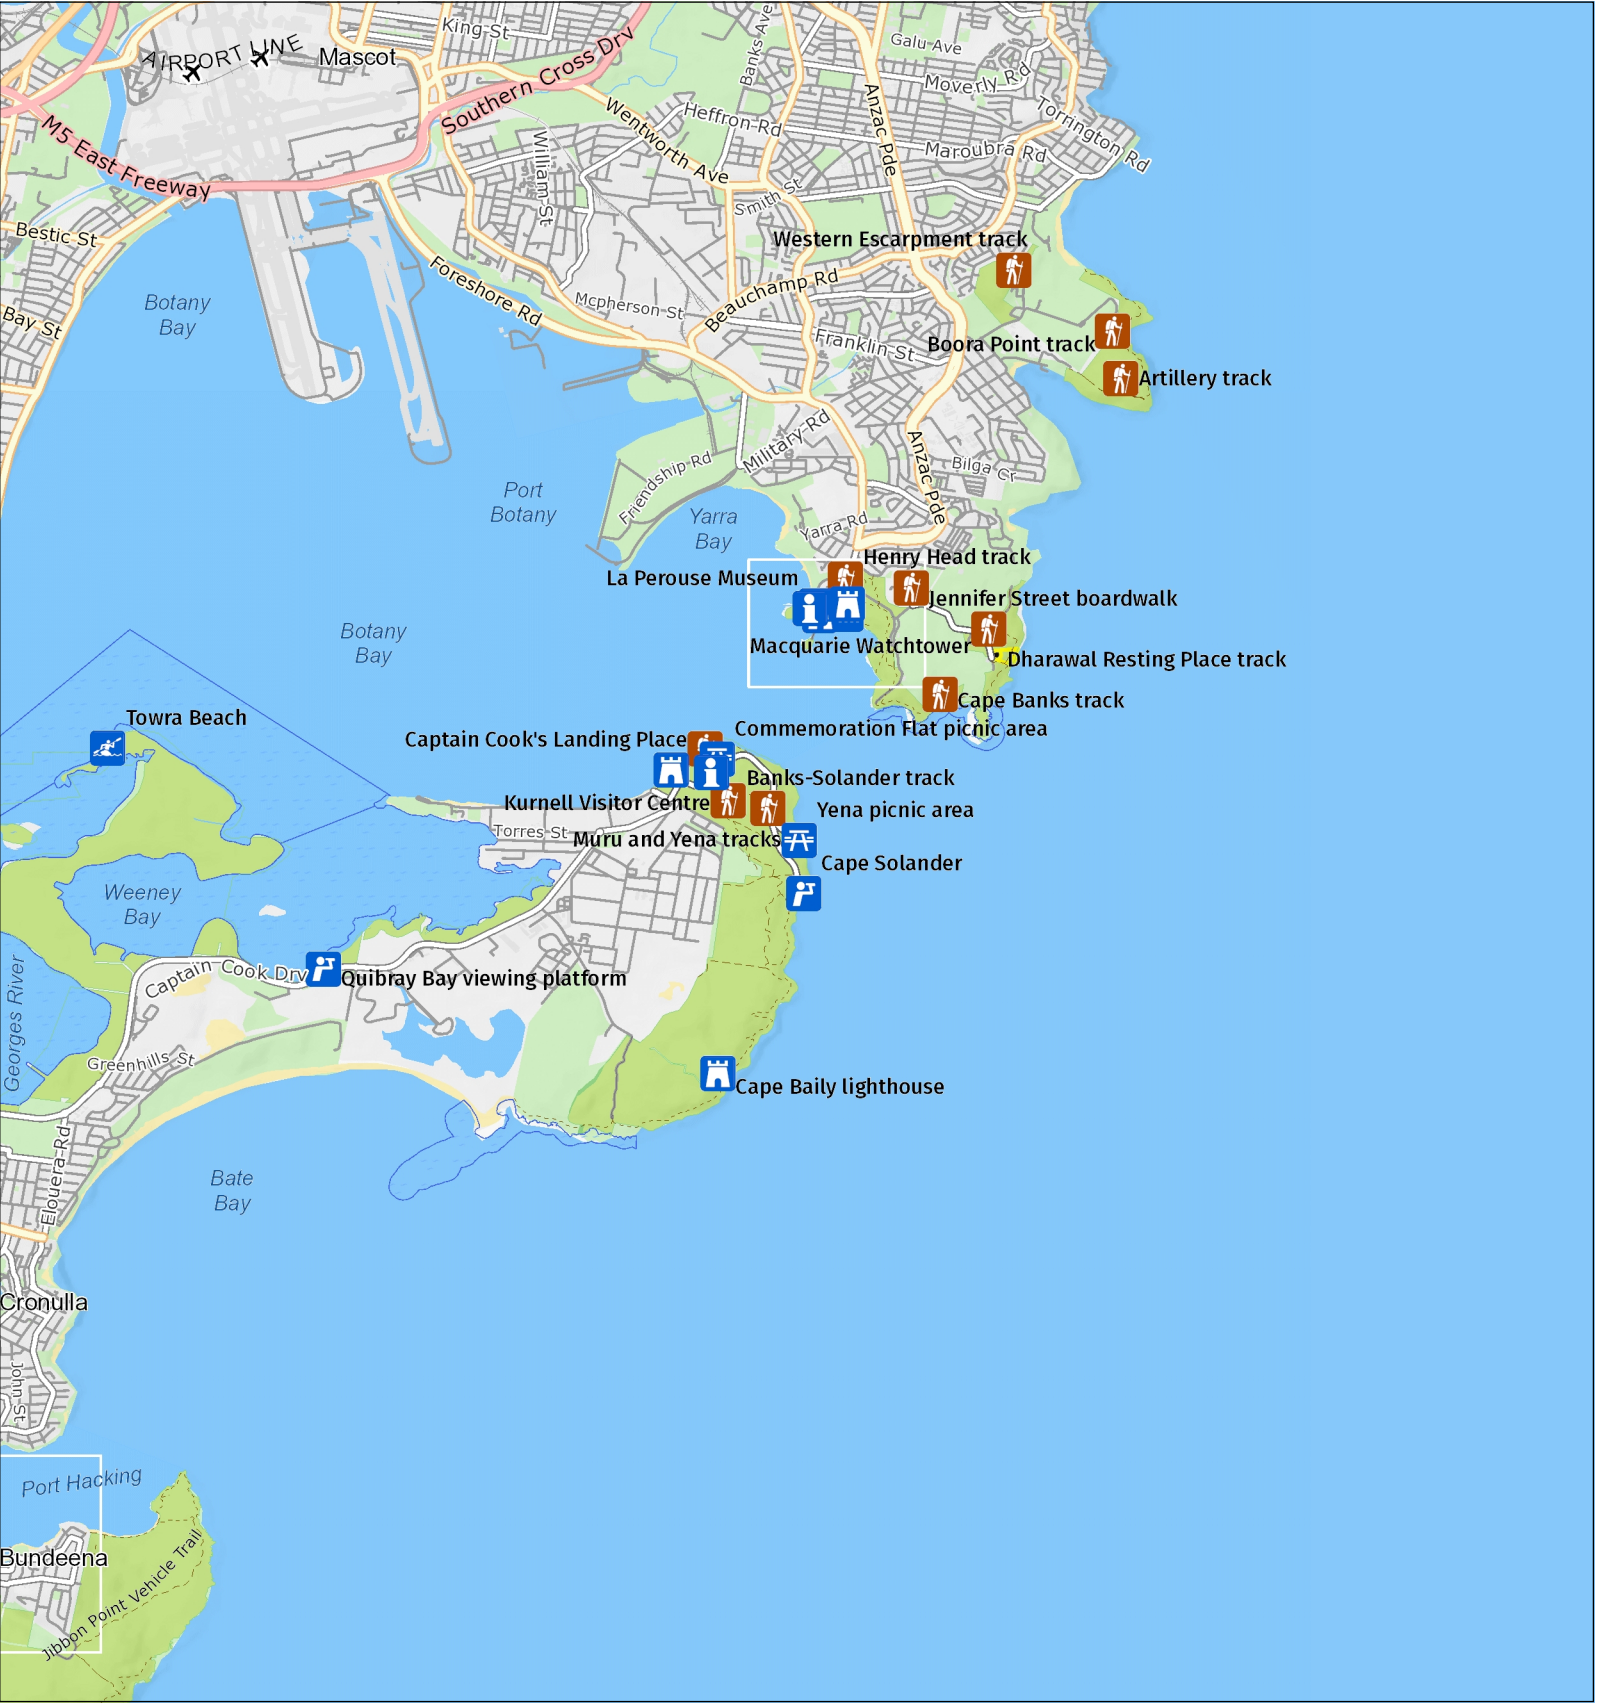 King St
Banks Ave
Galu Ave
AIRPORT LINE
Mascot
Southern Cross Drv
Moverly Rd
Anzac Pde
Wentworth Ave
Heffron Rd
Torrington Rd
M5 East Freeway
William St
Maroubra Rd
Smith St
Bestic St
Western Escarpment track
Foreshore Rd
Beauchamp Rd
Mcpherson St
Botany
Bay
Bay St
Franklin St
Boora Point track
Artillery track
Military Rd
Anzac Pde
Bilga Cr
Friendship Rd
Port
Botany
Yarra
Bay
Yarra Rd
Henry Head track
La Perouse Museum
Jennifer Street boardwalk
Botany
Bay
Macquarie Watchtower
Dharawal Resting Place track
Cape Banks track
Towra Beach
Commemoration Flat picnic area
Captain Cook's Landing Place
Banks-Solander track
Kurnell Visitor Centre
Yena picnic area
Torres St
Muru and Yena tracks
Cape Solander
Weeney
Bay
Captain Cook Drv
Quibray Bay viewing platform
Georges River
Greenhills St
Cape Baily lighthouse
Elouera Rd
Bate
Bay
Cronulla
John St
Port Hacking
Bundeena
Jibbon Point Vehicle Trail